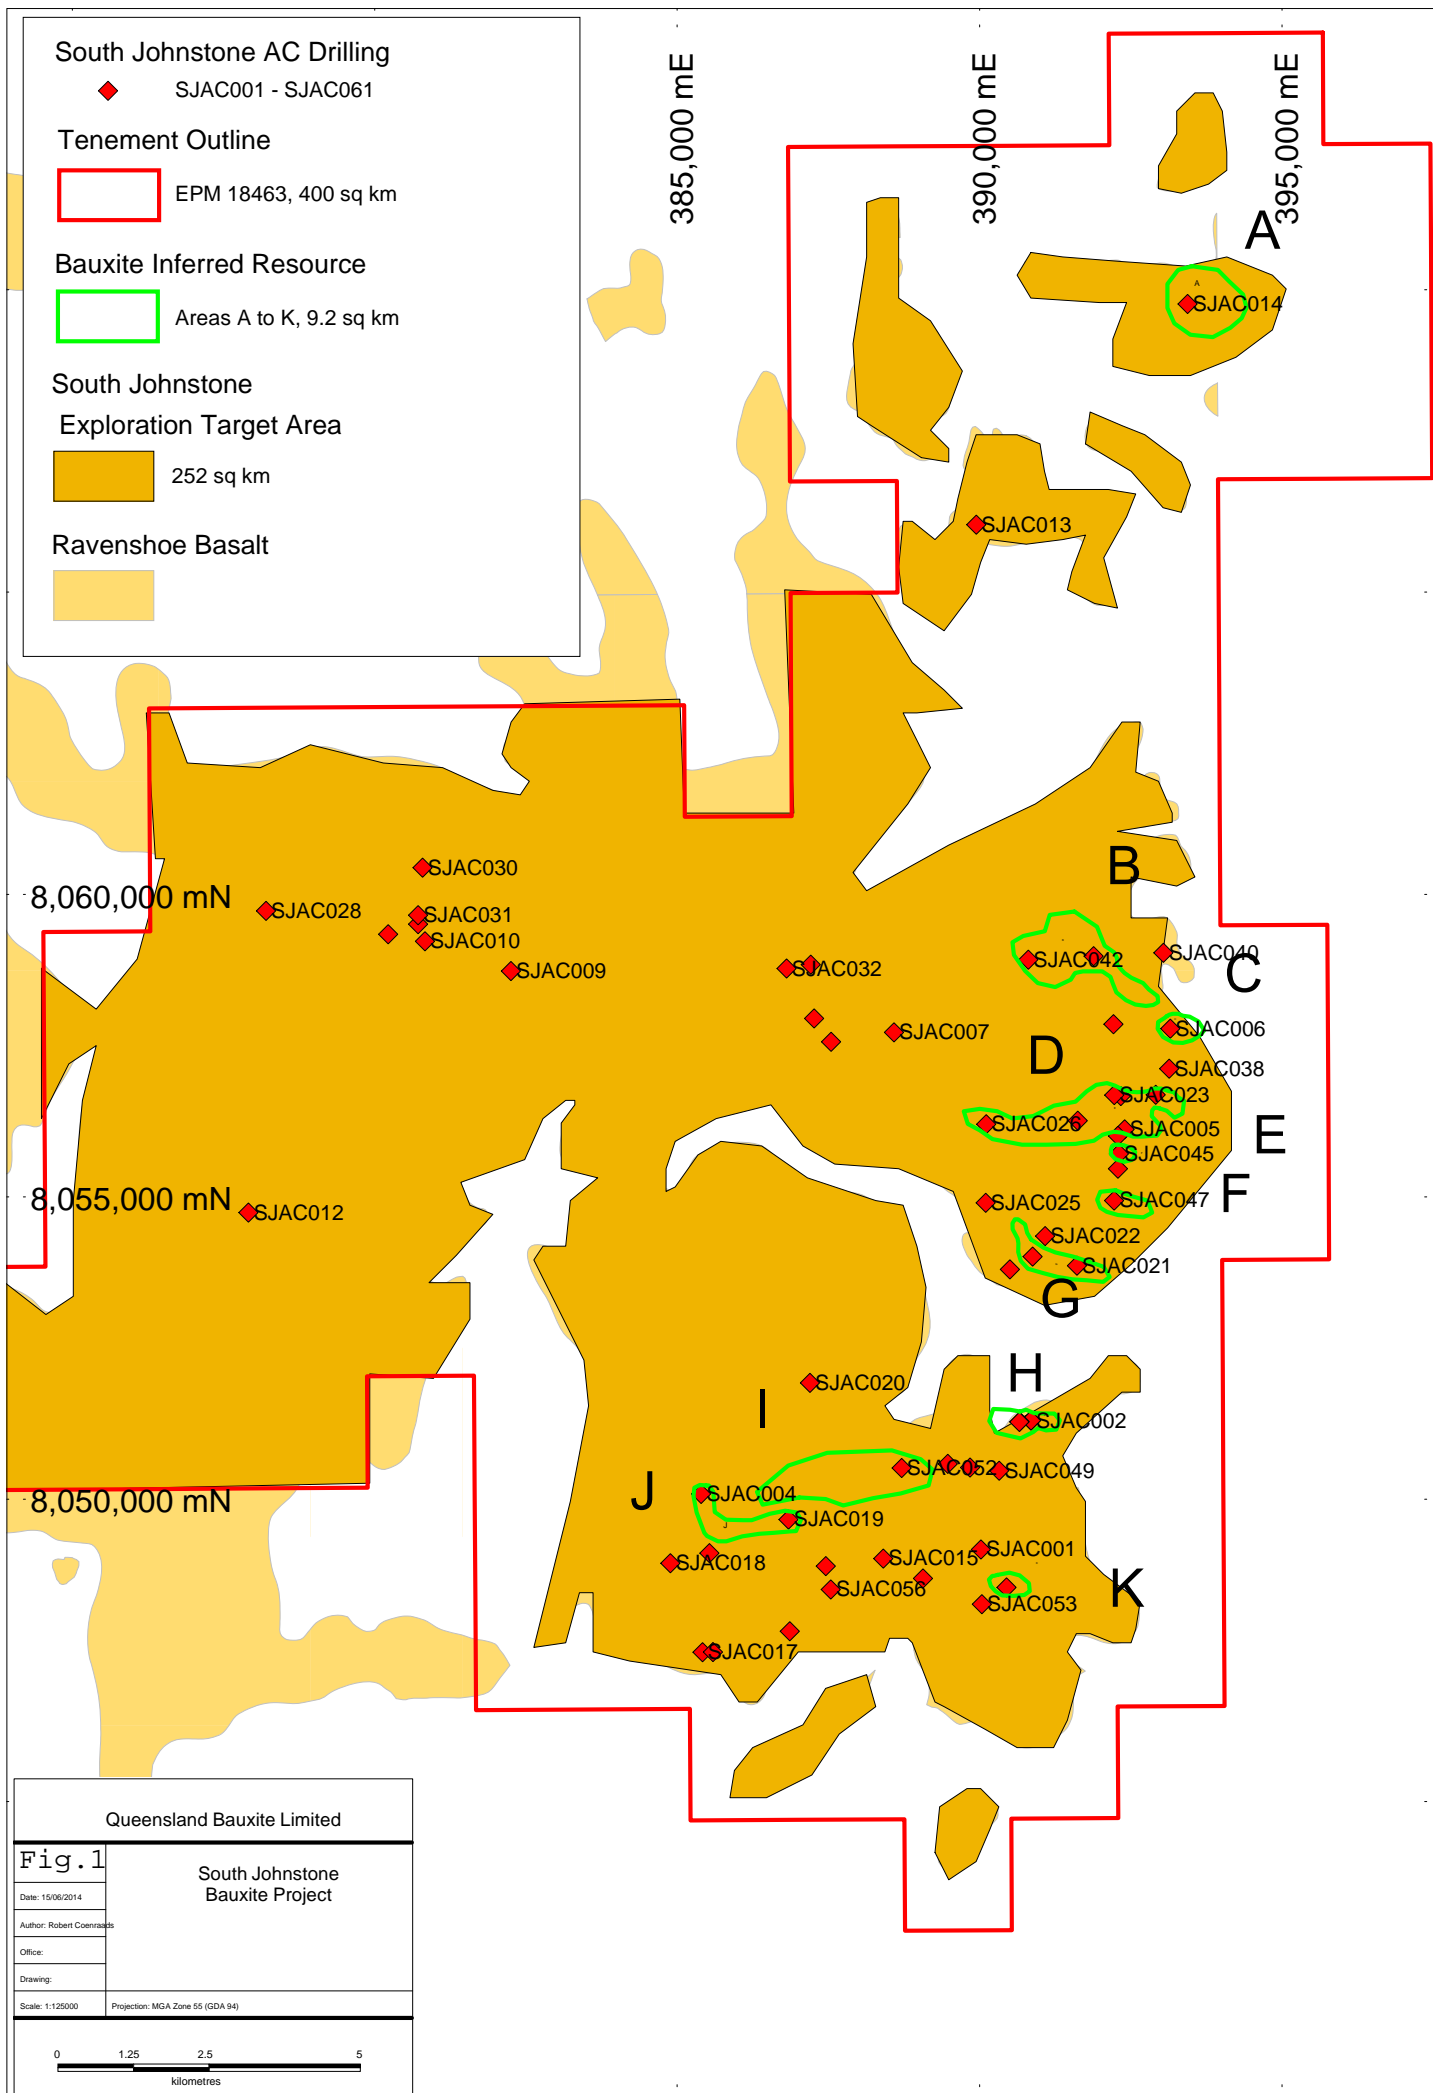 South Johnstone AC Drilling
SJAC001 - SJAC061
Tenement Outline
EPM 18463, 400 sq km
Bauxite Inferred Resource
Areas A to K, 9.2 sq km
South Johnstone
Exploration Target Area
252 sq km
Ravenshoe Basalt
385,000 mE
390,000 mE
395,000 mE
A
A
SJAC014
SJAC013
B
SJAC030
8,060,000 mN
SJAC028
SJAC031
SJAC010
SJAC009
SJAC032
SJAC042
SJAC040
C
SJAC007
SJAC006
D
SJAC038
SJAC023
SJAC026
SJAC005
E
SJAC045
8,055,000 mN
SJAC025
SJAC047
F
SJAC012
SJAC022
SJAC021
G
H
SJAC020
I
SJAC002
SJAC052
SJAC049
J
SJAC004
8,050,000 mN
SJAC019
J
SJAC018
SJAC015
SJAC001
SJAC056
K
SJAC053
SJAC017
Queensland Bauxite Limited
Fig.1
South Johnstone
Bauxite Project
Date: 15/06/2014
Author: Robert Coenraads
Office:
Drawing:
Scale: 1:125000
Projection: MGA Zone 55 (GDA 94)
0 1.25 2.5 5
kilometres